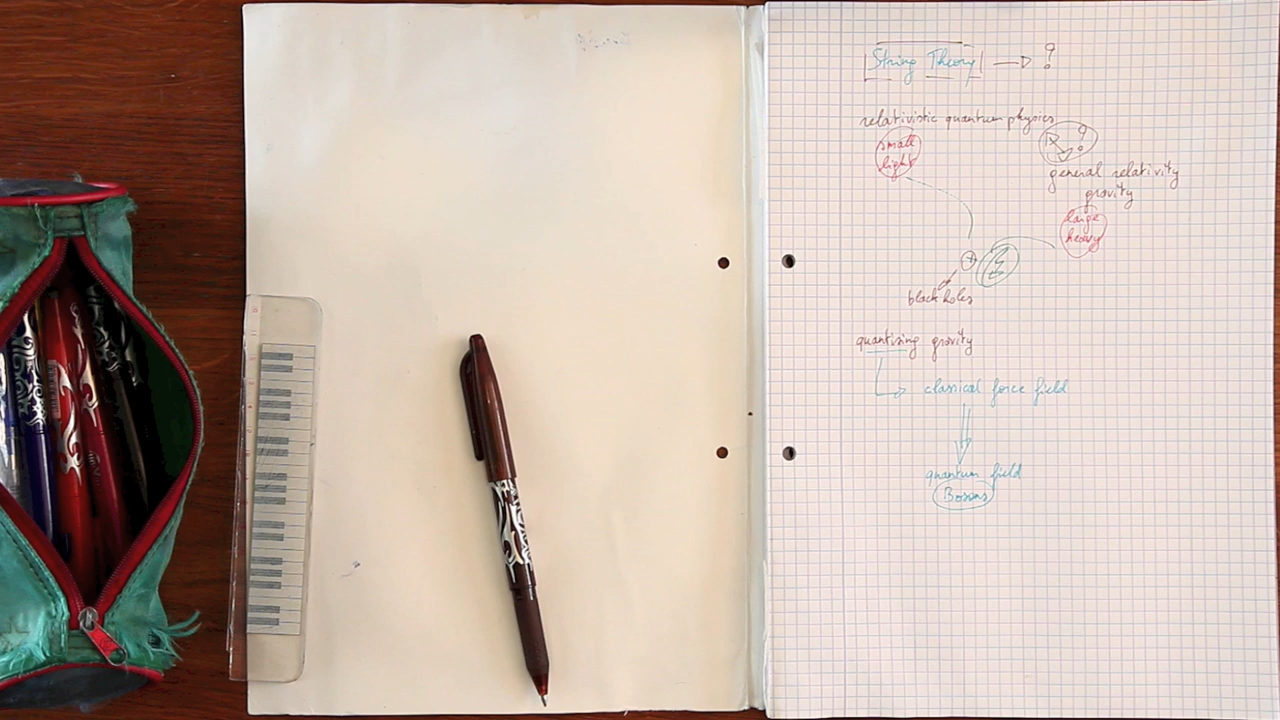 String Theory → ?
relativistic quantum physics
small
light
?
general relativity
gravity
large
heavy
black holes
quantising gravity
classical force field
quantum field
Bosons